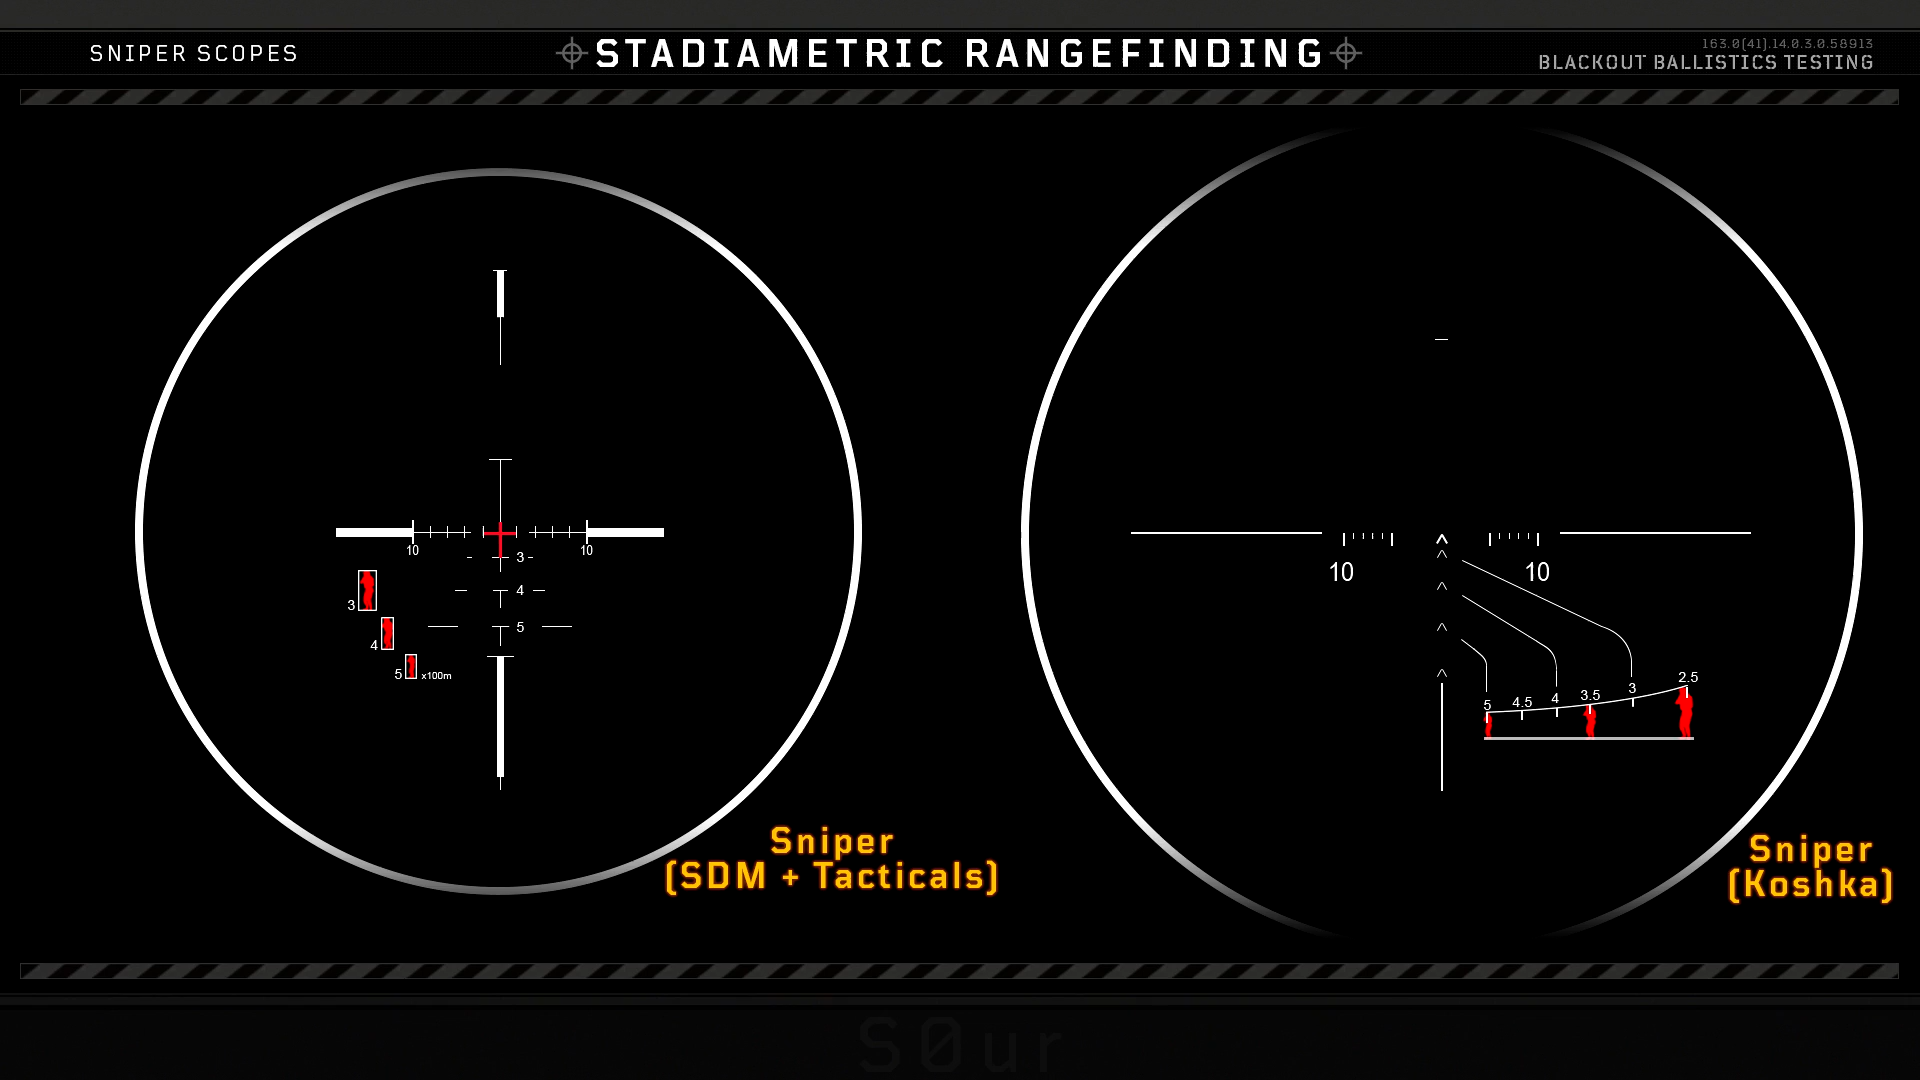 SNIPER SCOPES
STADIAMETRIC RANGEFINDING
163.0(41).14.0.3.0.58913
BLACKOUT BALLISTICS TESTING
10
10
3
4
5
3
4
5 x100m
Sniper
(SDM + Tacticals)
10
10
2.5
3
3.5
4
4.5
5
Sniper
(Koshka)
S0ur